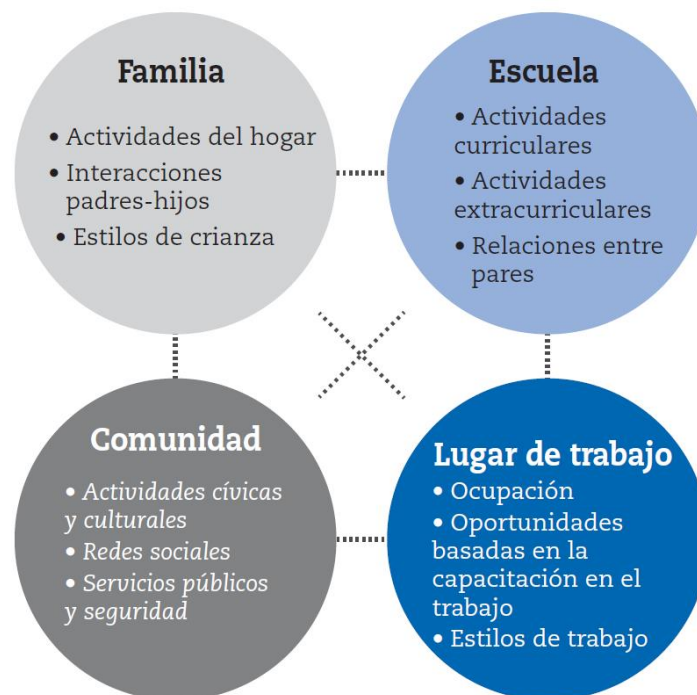 Familia
• Actividades del hogar
• Interacciones
padres-hijos
• Estilos de crianza
Escuela
• Actividades
curriculares
• Actividades
extracurriculares
• Relaciones entre
pares
Comunidad
• Actividades cívicas
y culturales
• Redes sociales
• Servicios públicos
y seguridad
Lugar de trabajo
• Ocupación
• Oportunidades
basadas en la
capacitación en el
trabajo
• Estilos de trabajo